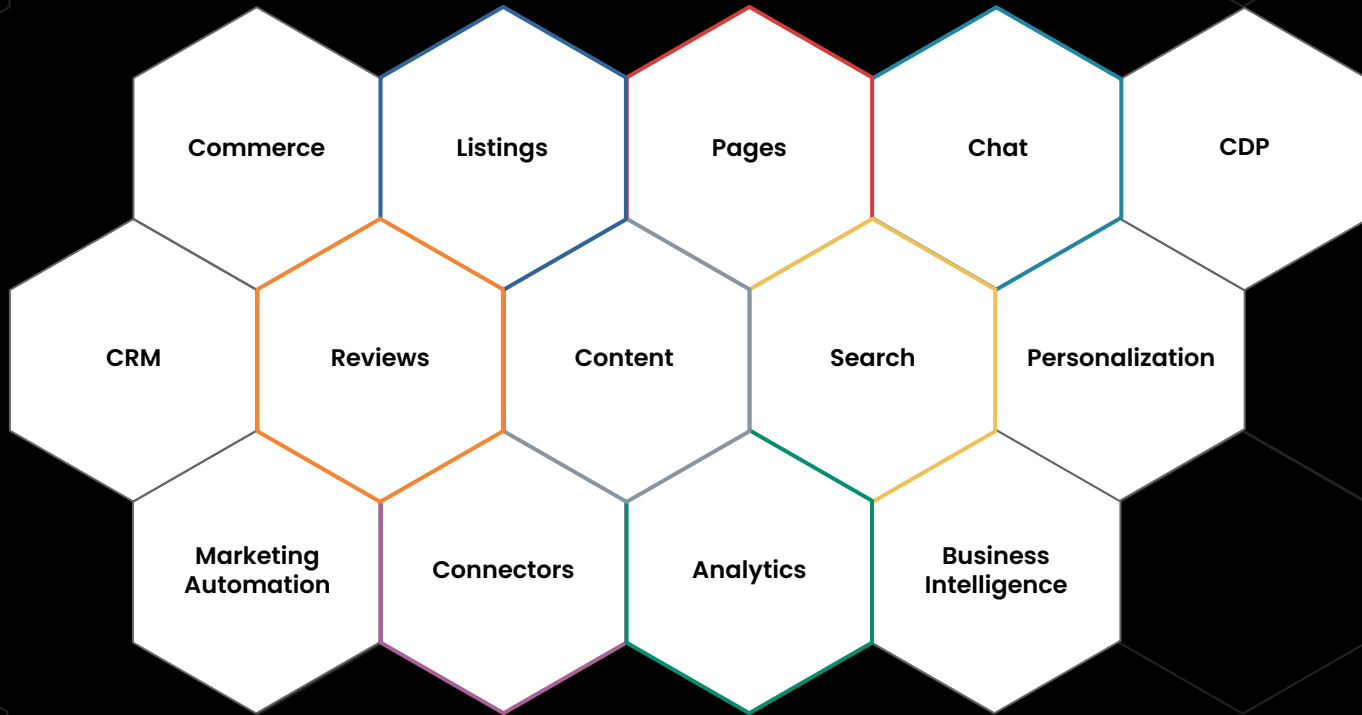 Commerce
Listings
Pages
Chat
CDP
CRM
Reviews
Content
Search
Personalization
Marketing
Automation
Connectors
Analytics
Business
Intelligence